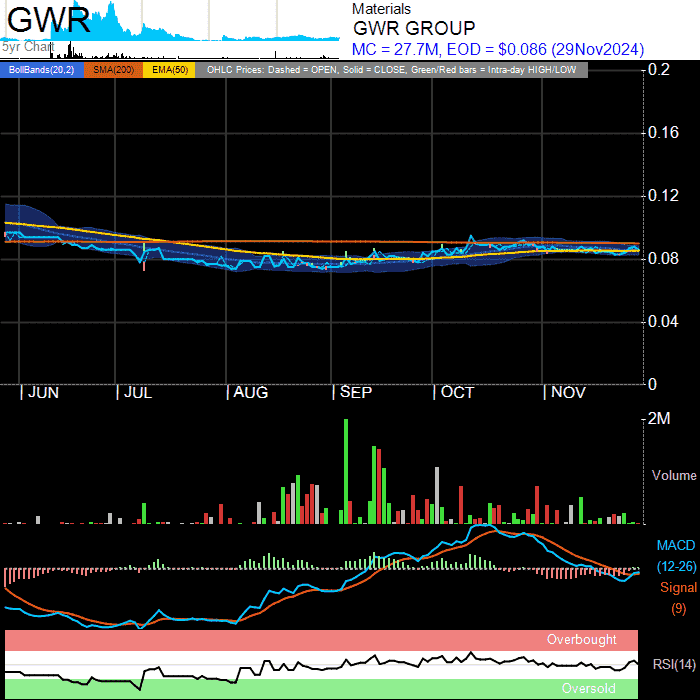 GWR
5yr Chart
Materials
GWR GROUP
MC = 27.7M, EOD = $0.086 (29Nov2024)
BollBands(20,2) SMA(200) EMA(50) OHLC Prices: Dashed = OPEN, Solid = CLOSE, Green/Red bars = Intra-day HIGH/LOW
0.2
0.16
0.12
0.08
0.04
0
JUN JUL AUG SEP OCT NOV
2M
Volume
MACD
(12-26)
Signal
(9)
Overbought
RSI(14)
Oversold